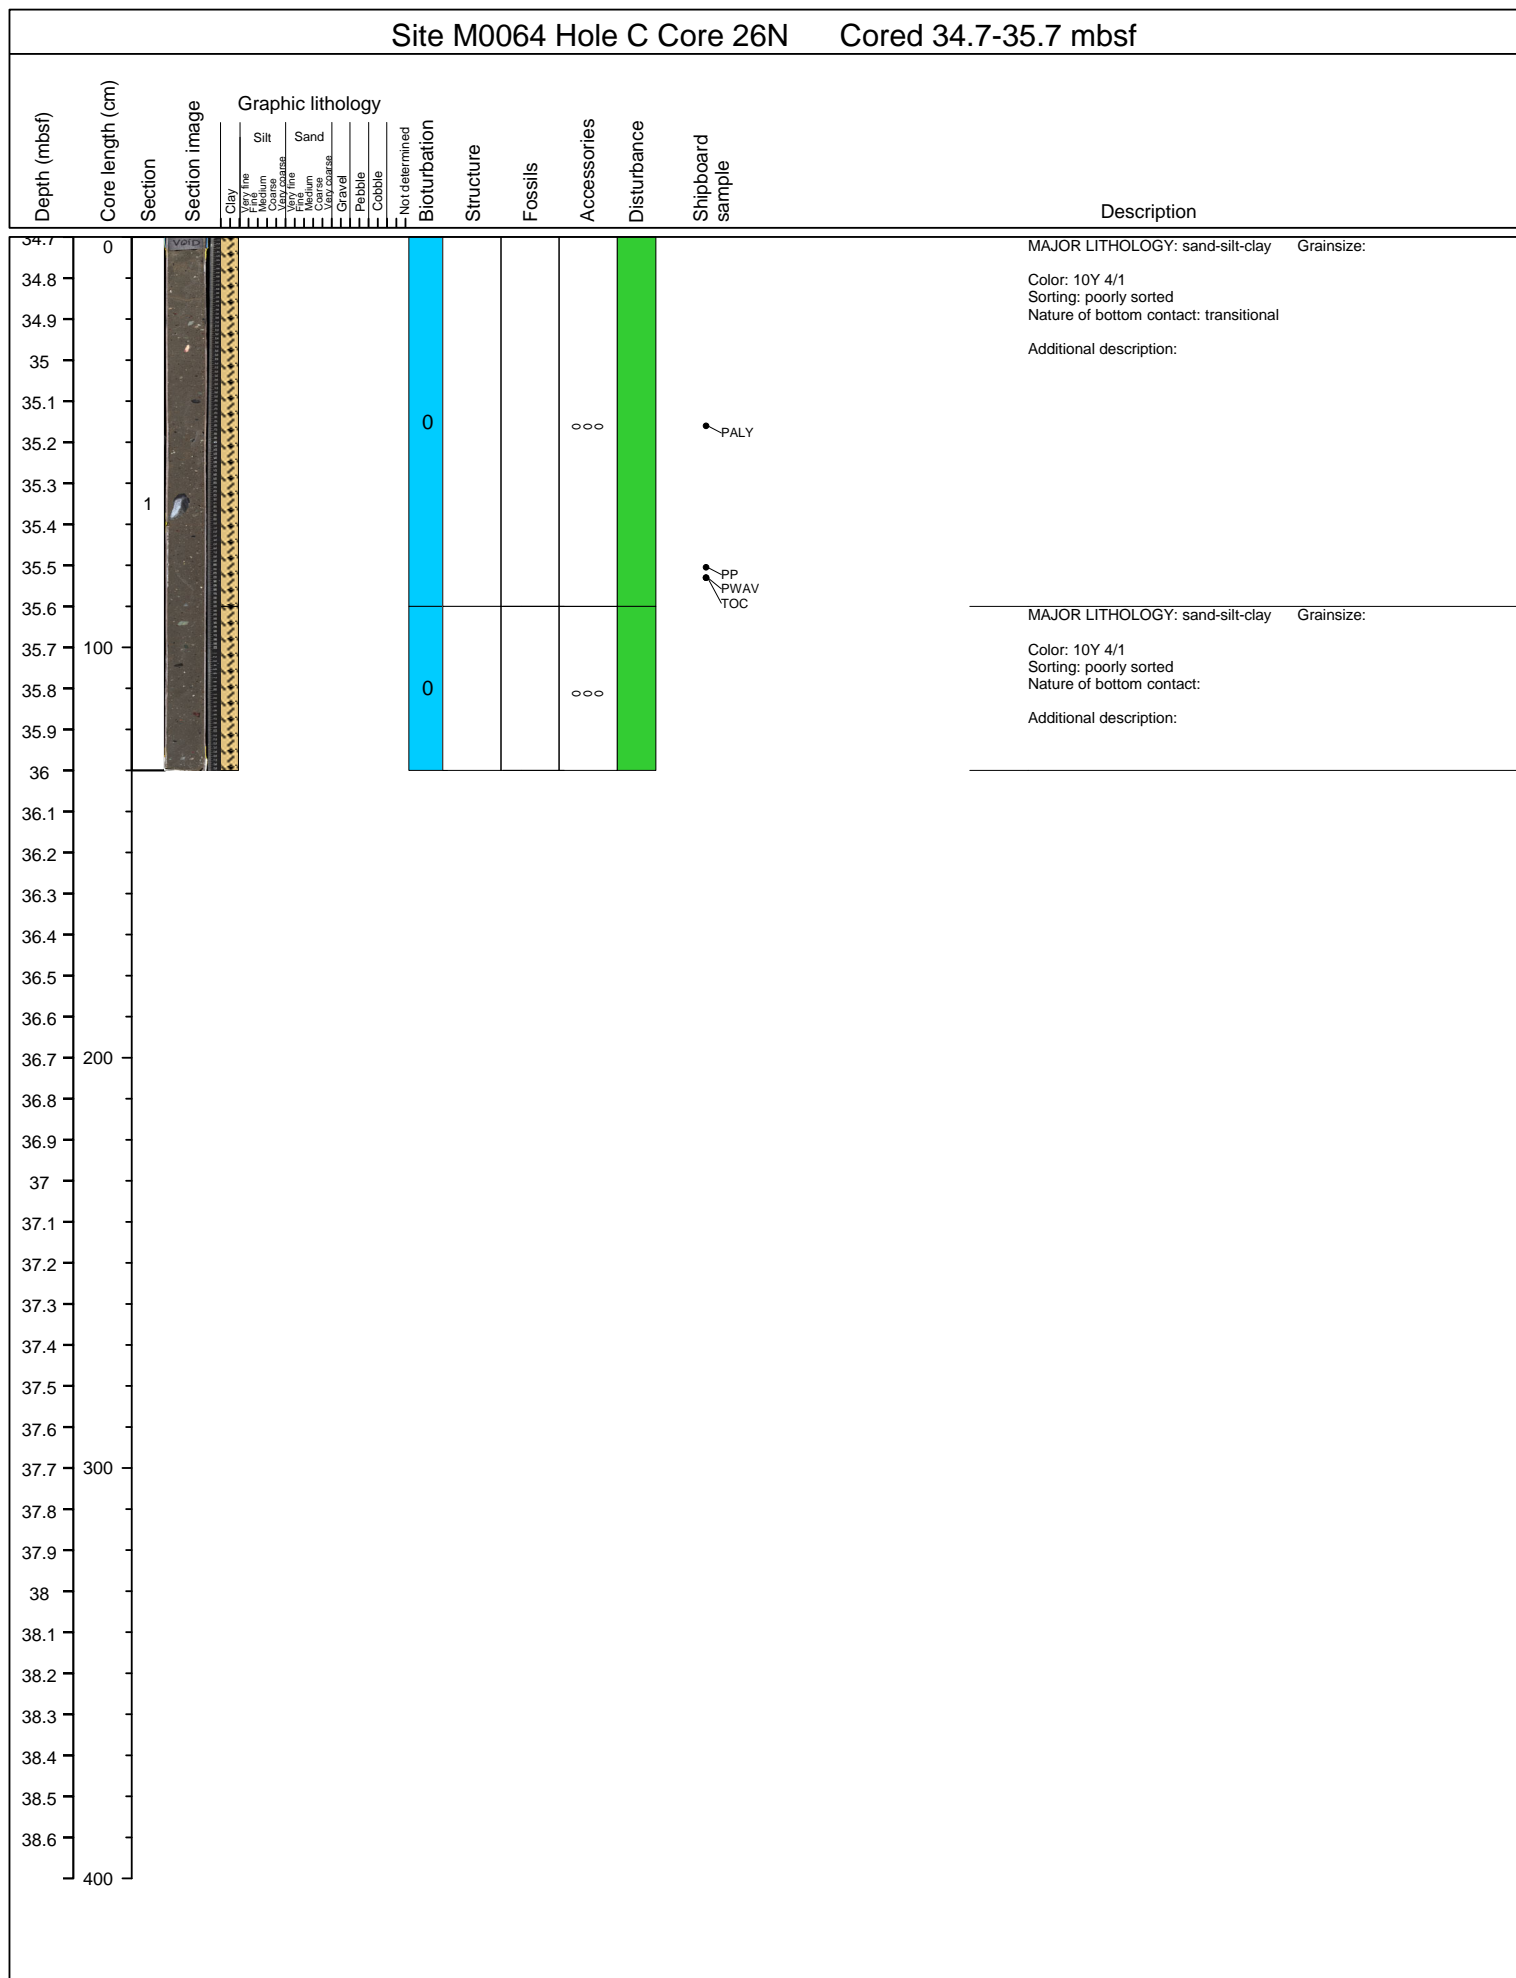 Site M0064 Hole C Core 26N Cored 34.7-35.7 mbsf
Depth (mbsf)
Core length (cm)
Section
Section image
Graphic lithology
Clay
Silt
Very fine
Fine
Medium
Coarse
Very coarse
Sand
Very fine
Fine
Medium
Coarse
Very coarse
Gravel
Pebble
Cobble
Not determined
Bioturbation
Structure
Fossils
Accessories
Disturbance
Shipboard
sample
Description
34.7
34.8
34.9
35
35.1
35.2
35.3
35.4
35.5
35.6
35.7
35.8
35.9
36
36.1
36.2
36.3
36.4
36.5
36.6
36.7
36.8
36.9
37
37.1
37.2
37.3
37.4
37.5
37.6
37.7
37.8
37.9
38
38.1
38.2
38.3
38.4
38.5
38.6
0
100
200
300
400
1
VOID
0
0
PALY
PP
PWAV
TOC
MAJOR LITHOLOGY: sand-silt-clay Grainsize:
Color: 10Y 4/1
Sorting: poorly sorted
Nature of bottom contact: transitional
Additional description:
MAJOR LITHOLOGY: sand-silt-clay Grainsize:
Color: 10Y 4/1
Sorting: poorly sorted
Nature of bottom contact:
Additional description: